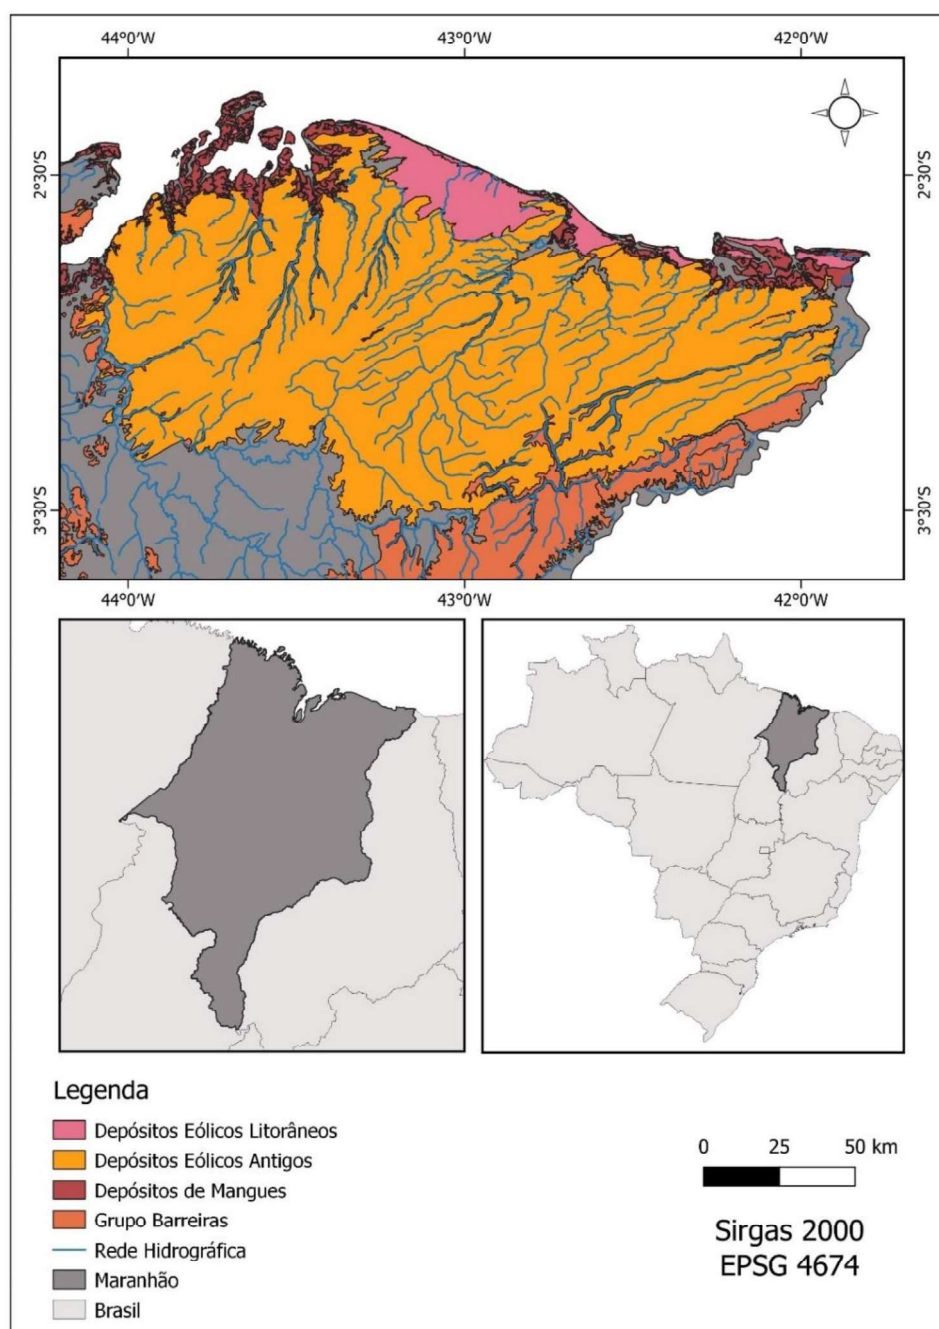 44°0'W 43°0'W 42°0'W
2°30'S 2°30'S
3°30'S 3°30'S
44°0'W 43°0'W 42°0'W
Legenda
Depósitos Eólicos Litorâneos
Depósitos Eólicos Antigos
Depósitos de Mangues
Grupo Barreiras
Rede Hidrográfica
Maranhão
Brasil
0 25 50 km
Sirgas 2000
EPSG 4674